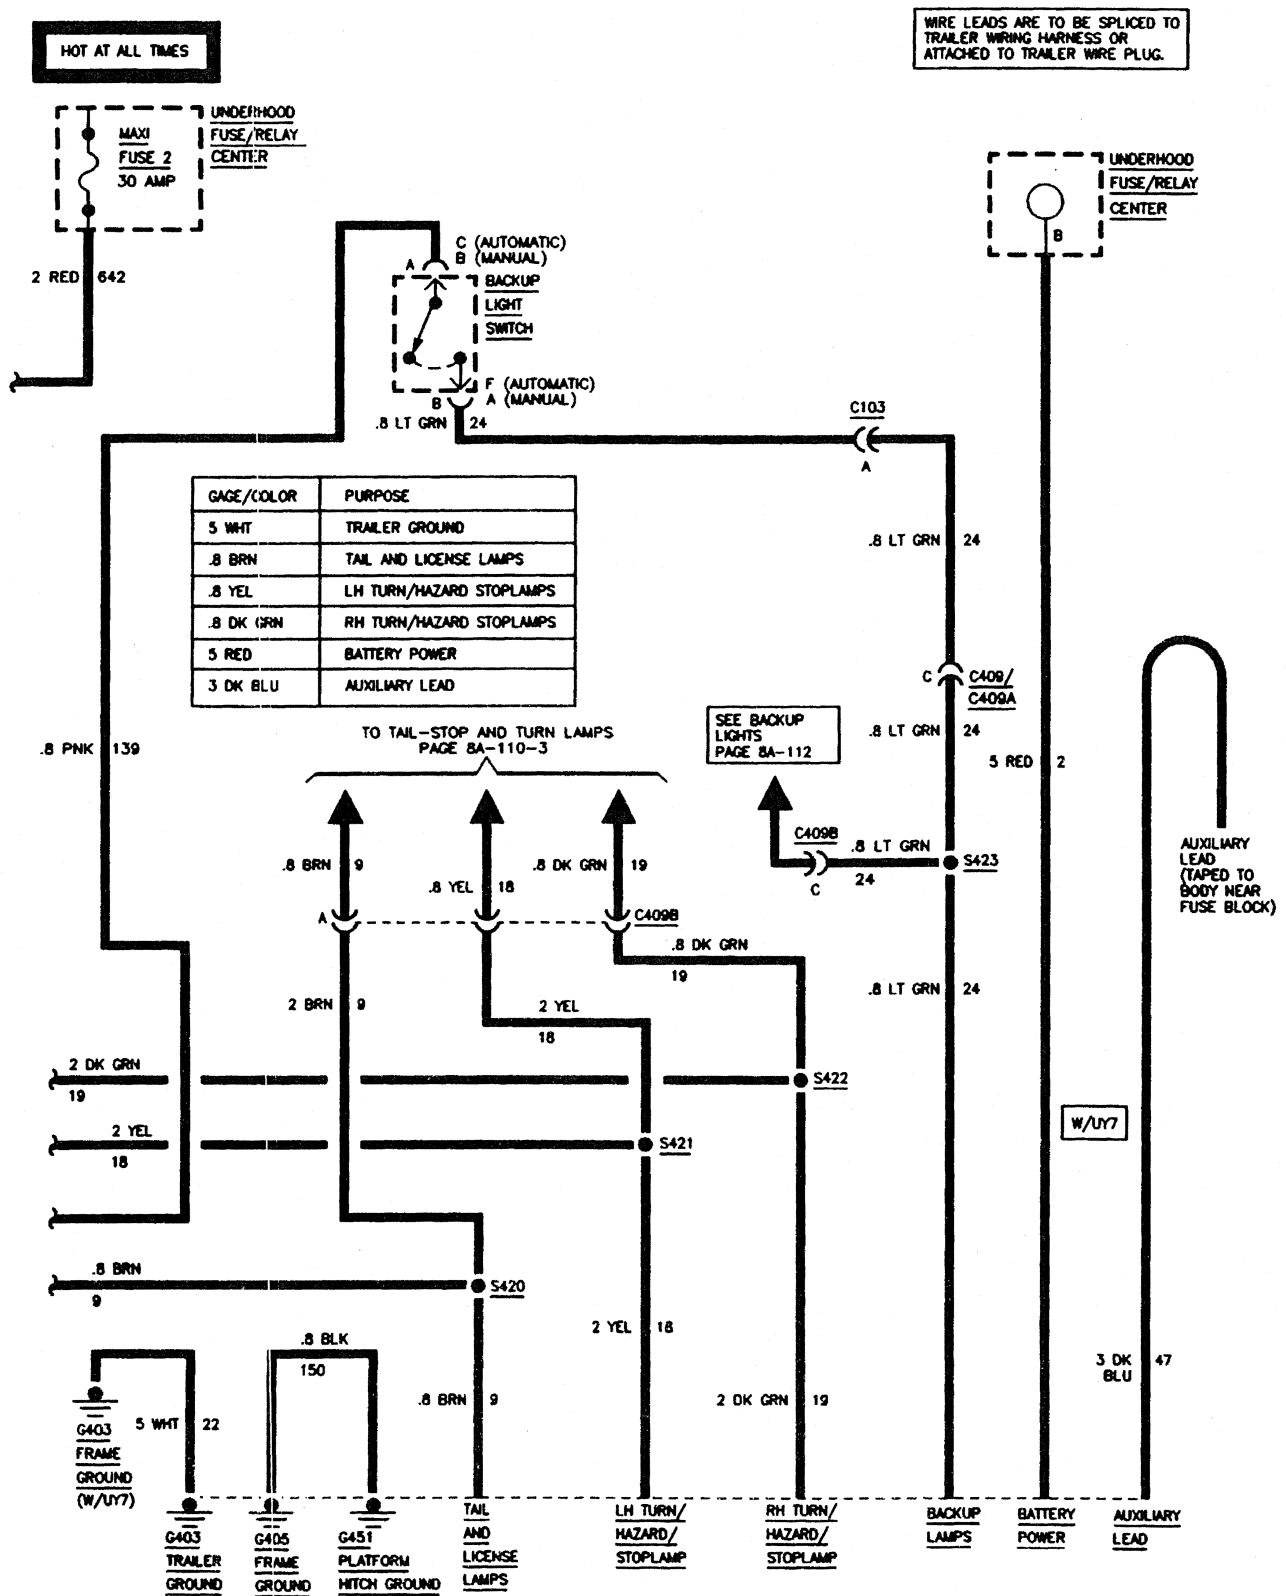 HOT AT ALL TIMES
WIRE LEADS ARE TO BE SPLICED TO
TRAILER WIRING HARNESS OR
ATTACHED TO TRAILER WIRE PLUG.
MAXI
FUSE 2
30 AMP
UNDERHOOD
FUSE/RELAY
CENTER
UNDERHOOD
FUSE/RELAY
CENTER
B
2 RED 642
A
C (AUTOMATIC)
B (MANUAL)
BACKUP
LIGHT
SWITCH
F (AUTOMATIC)
A (MANUAL)
B
.8 LT GRN 24
C103
A
GAGE/COLOR PURPOSE
5 WHT TRAILER GROUND
.8 BRN TAIL AND LICENSE LAMPS
.8 YEL LH TURN/HAZARD STOPLAMPS
.8 DK GRN RH TURN/HAZARD STOPLAMPS
5 RED BATTERY POWER
3 DK BLU AUXILIARY LEAD
.8 LT GRN 24
C
C409/
C409A
.8 LT GRN 24
.8 PNK 139
TO TAIL-STOP AND TURN LAMPS
PAGE 8A-110-3
SEE BACKUP
LIGHTS
PAGE 8A-112
5 RED 2
C409B
C
.8 LT GRN
24
S423
AUXILIARY
LEAD
(TAPED TO
BODY NEAR
FUSE BLOCK)
.8 BRN 9
.8 YEL 18
.8 DK GRN 19
A
C409B
.8 DK GRN
19
.8 LT GRN 24
2 BRN 9
2 YEL
18
2 DK GRN
19
S422
W/UY7
2 YEL
18
S421
.8 BRN
9
S420
2 YEL 18
.8 BLK
150
3 DK
BLU
47
.8 BRN 9
2 DK GRN 19
G403
FRAME
GROUND
(W/UY7)
5 WHT 22
G403
TRAILER
GROUND
G405
FRAME
GROUND
G451
PLATFORM
HITCH GROUND
TAIL
AND
LICENSE
LAMPS
LH TURN/
HAZARD/
STOPLAMP
RH TURN/
HAZARD/
STOPLAMP
BACKUP
LAMPS
BATTERY
POWER
AUXILIARY
LEAD